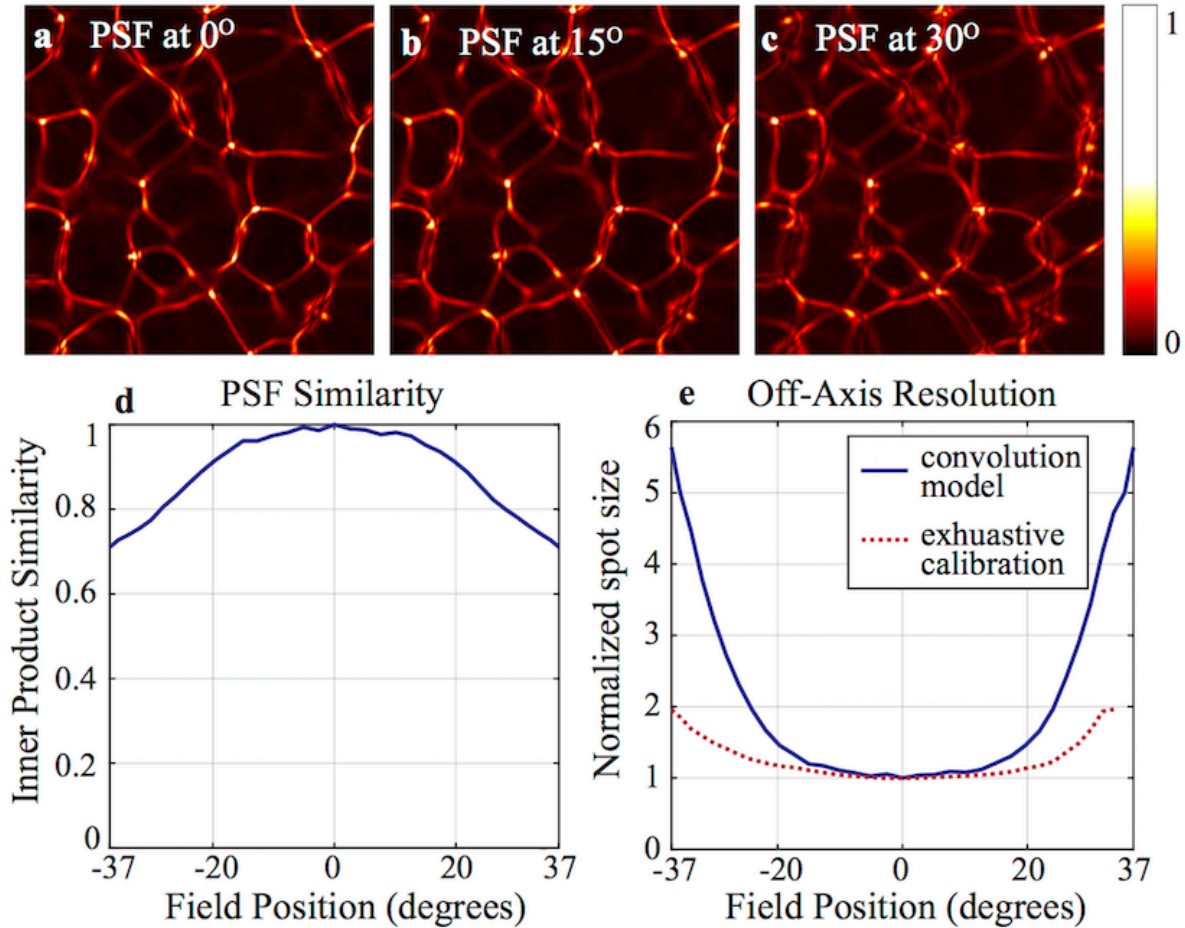 a PSF at 0°
b PSF at 15°
c PSF at 30°
1
0
d PSF Similarity
1
0.8
0.6
0.4
0.2
0
Inner Product Similarity
-37 -20 0 20 37
Field Position (degrees)
e Off-Axis Resolution
6
5
4
3
2
1
0
Normalized spot size
convolution
model
exhuastive
calibration
-37 -20 0 20 37
Field Position (degrees)